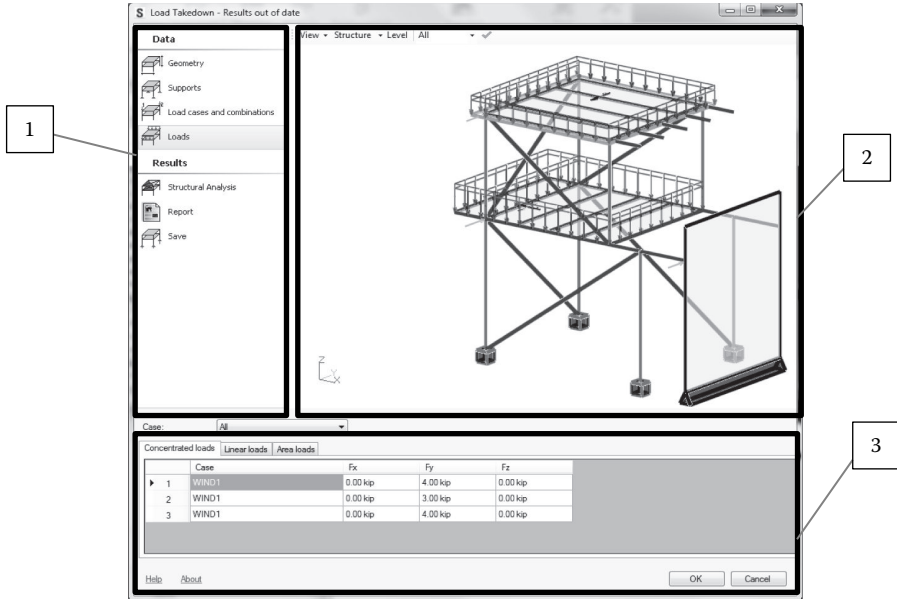 S Load Takedown - Results out of date
Data
Geometry
Supports
Load cases and combinations
Loads
Results
Structural Analysis
Report
Save
1
View Structure Level All
2
Z
X
Case: All
3
Concentrated loads Linear loads Area loads
Case Fx Fy Fz
1 WIND1 0.00 kip 4.00 kip 0.00 kip
2 WIND1 0.00 kip 3.00 kip 0.00 kip
3 WIND1 0.00 kip 4.00 kip 0.00 kip
Help About OK Cancel